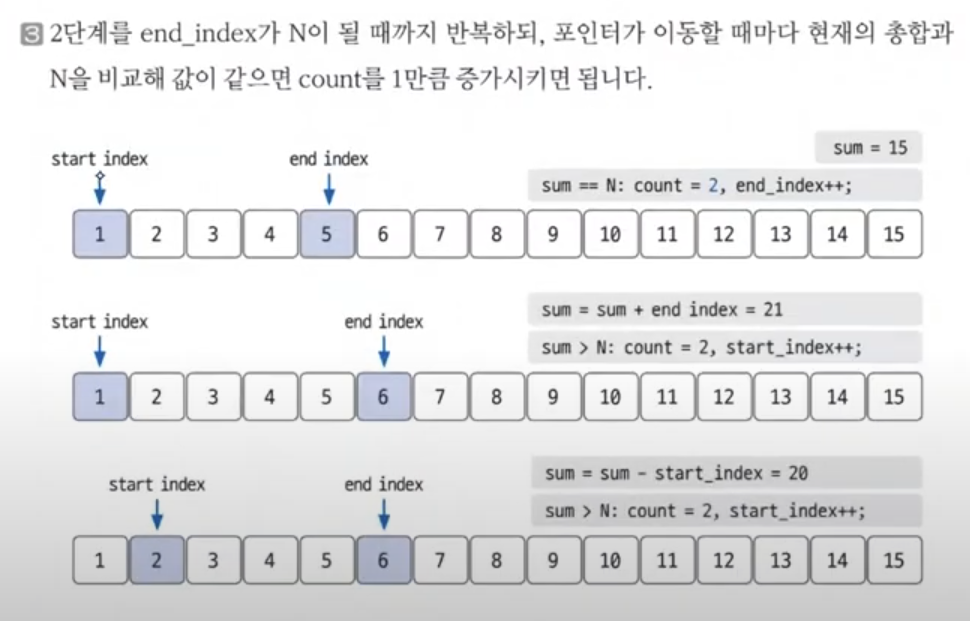 3 2단계를 end_index가 N이 될 때까지 반복하되, 포인터가 이동할 때마다 현재의 총합과
N을 비교해 값이 같으면 count를 1만큼 증가시키면 됩니다.
sum = 15
start index end index
sum == N: count = 2, end_index++;
1 2 3 4 5 6 7 8 9 10 11 12 13 14 15
sum = sum + end index = 21
start index end index
sum > N: count = 2, start_index++;
1 2 3 4 5 6 7 8 9 10 11 12 13 14 15
sum = sum - start_index = 20
start index end index
sum > N: count = 2, start_index++;
1 2 3 4 5 6 7 8 9 10 11 12 13 14 15